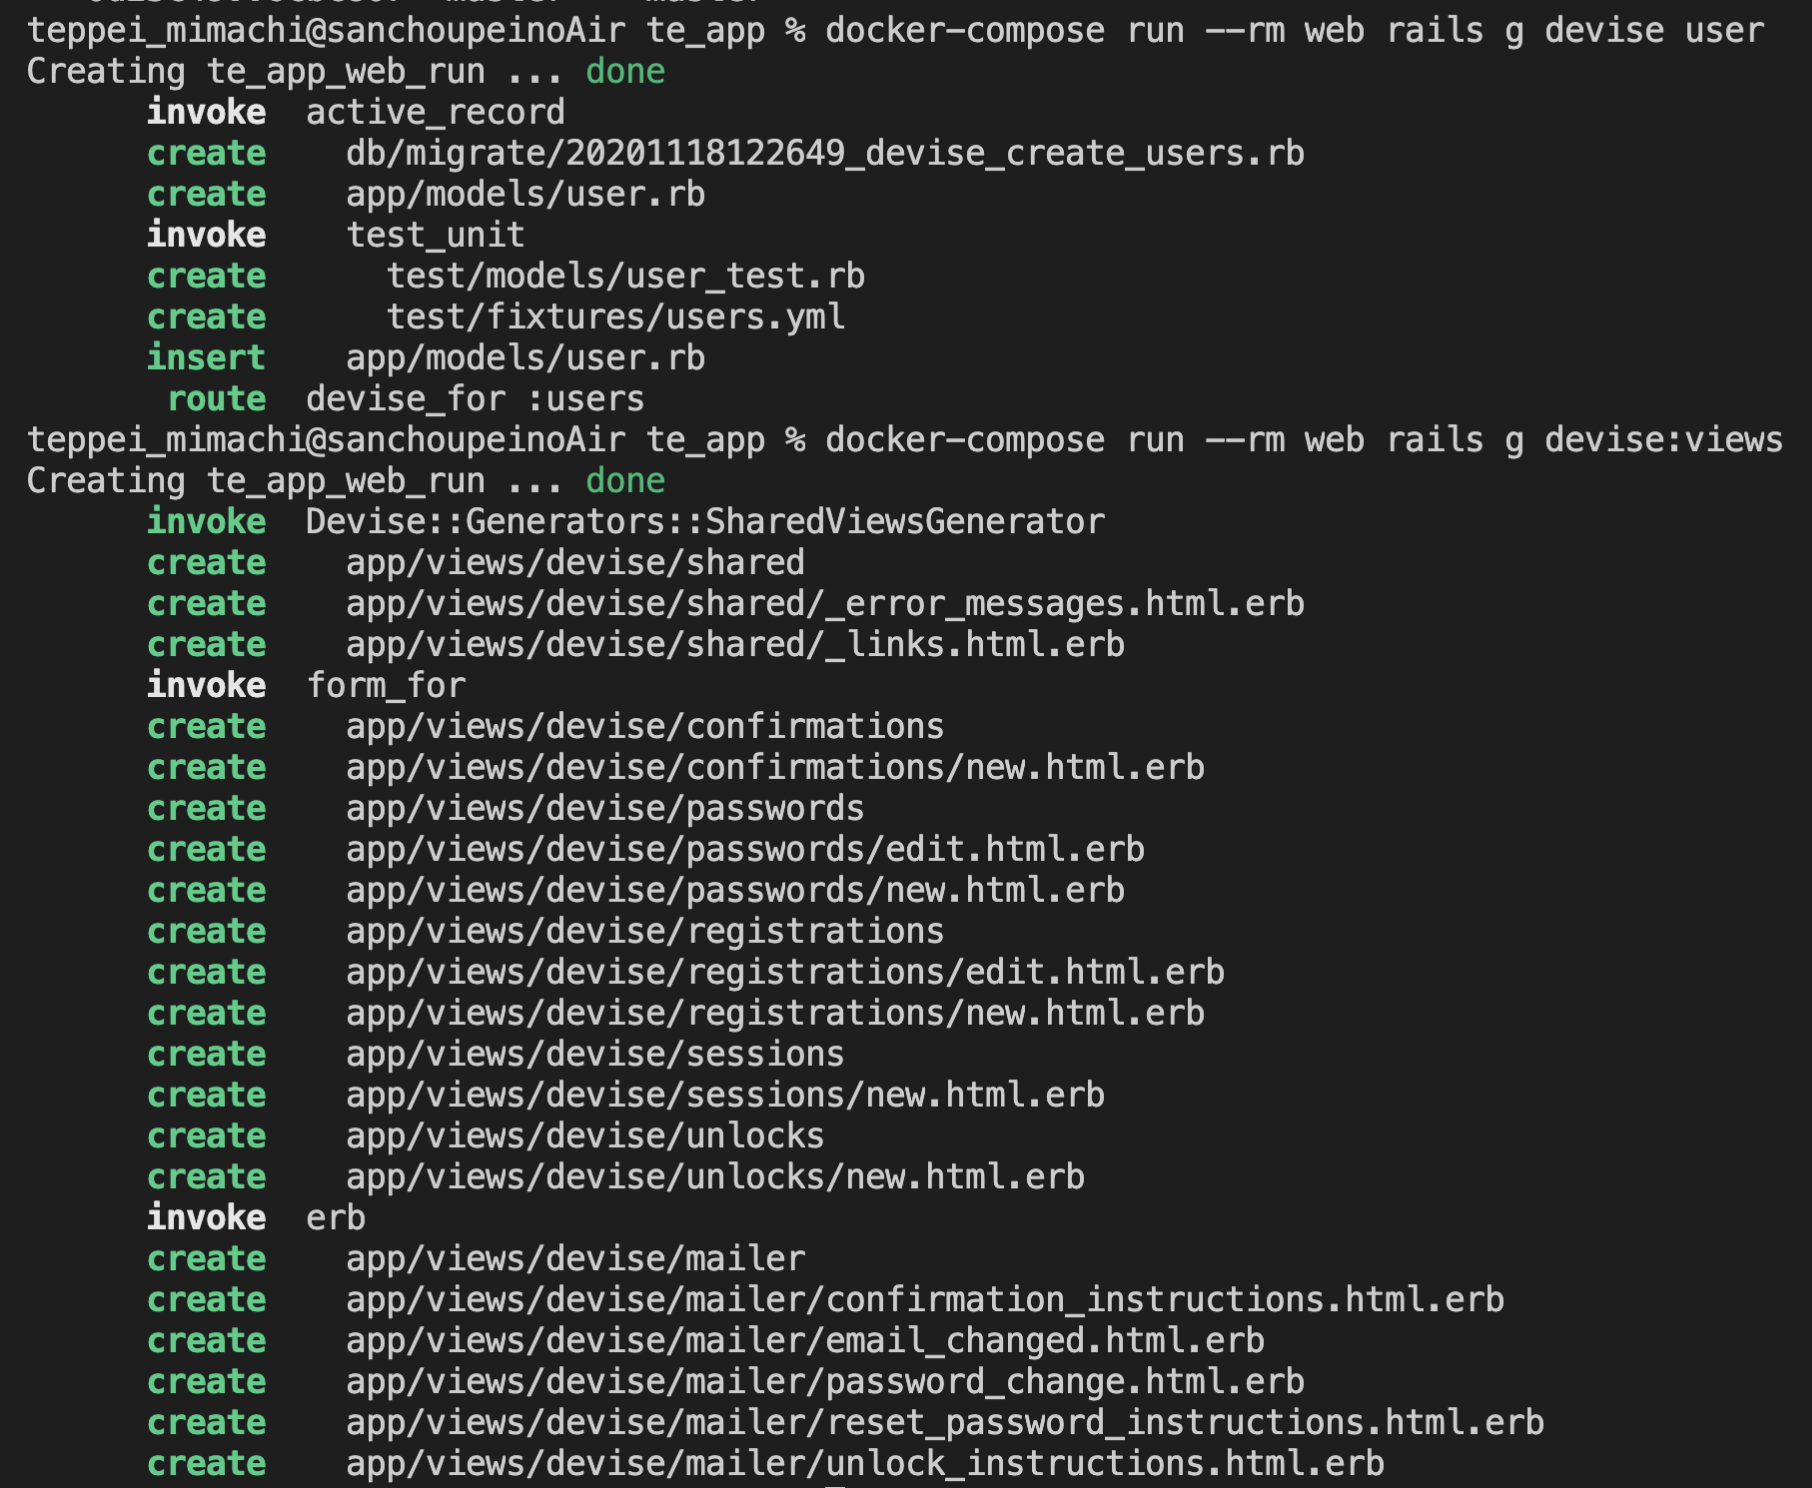 teppei_mimachi@sanchoupeinoAir te_app % docker-compose run --rm web rails g devise user
Creating te_app_web_run ... done
invoke active_record
create db/migrate/20201118122649_devise_create_users.rb
create app/models/user.rb
invoke test_unit
create test/models/user_test.rb
create test/fixtures/users.yml
insert app/models/user.rb
route devise_for :users
teppei_mimachi@sanchoupeinoAir te_app % docker-compose run --rm web rails g devise:views
Creating te_app_web_run ... done
invoke Devise::Generators::SharedViewsGenerator
create app/views/devise/shared
create app/views/devise/shared/_error_messages.html.erb
create app/views/devise/shared/_links.html.erb
invoke form_for
create app/views/devise/confirmations
create app/views/devise/confirmations/new.html.erb
create app/views/devise/passwords
create app/views/devise/passwords/edit.html.erb
create app/views/devise/passwords/new.html.erb
create app/views/devise/registrations
create app/views/devise/registrations/edit.html.erb
create app/views/devise/registrations/new.html.erb
create app/views/devise/sessions
create app/views/devise/sessions/new.html.erb
create app/views/devise/unlocks
create app/views/devise/unlocks/new.html.erb
invoke erb
create app/views/devise/mailer
create app/views/devise/mailer/confirmation_instructions.html.erb
create app/views/devise/mailer/email_changed.html.erb
create app/views/devise/mailer/password_change.html.erb
create app/views/devise/mailer/reset_password_instructions.html.erb
create app/views/devise/mailer/unlock_instructions.html.erb